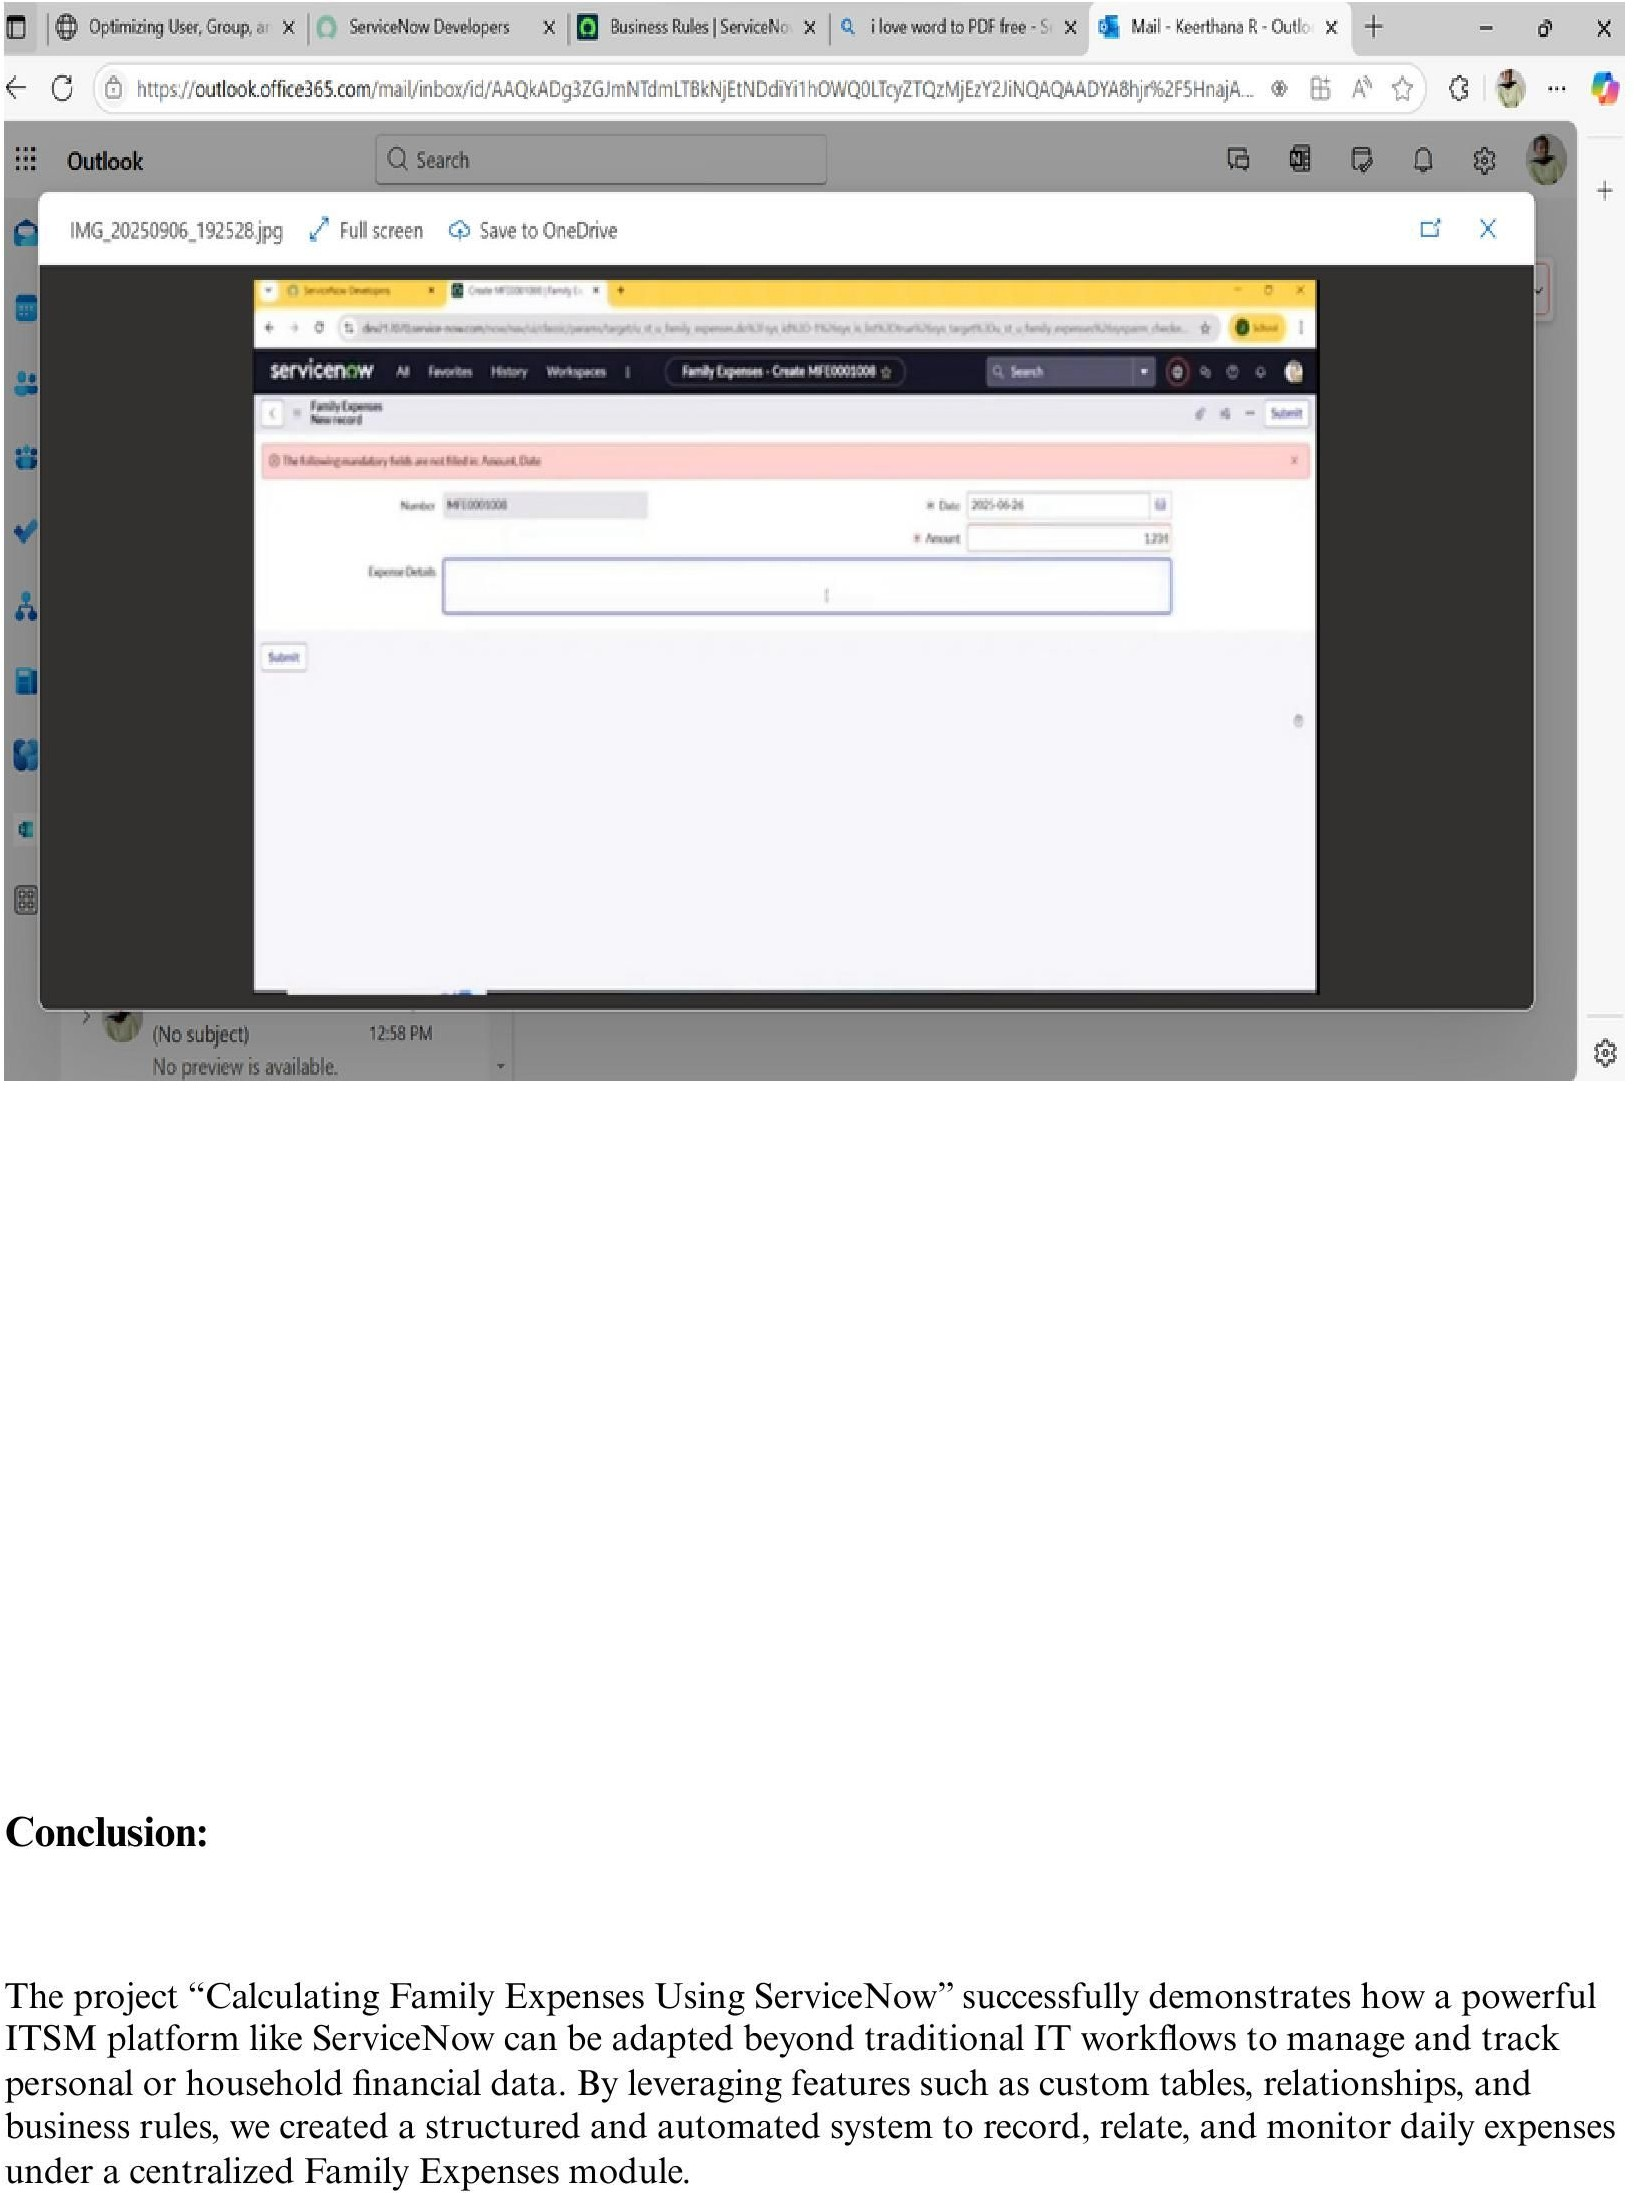 Optimizing User, Group, an
ServiceNow Developers
Business Rules | ServiceNo
i love word to PDF free - S
Mail - Keerthana R - Outlo
https://outlook.office365.com/mail/inbox/id/AAQkADg3ZGJmNTdmLTBkNjEtNDdiYi1hOWQ0LTcyZTQzMjEzY2JiNQAQAADYA8hjr%2F5HnajA...
Outlook
Search
IMG_20250906_192528.jpg
Full screen
Save to OneDrive
ServiceNow Developers
Create MFE0001008 | Family E
School
servicenow
All
Favorites
History
Workspaces
Family Expenses - Create MFE0001008
Search
Family Expenses
New record
Submit
The following mandatory fields are not filled in: Amount, Date
Number
MFE0001008
* Date
2025-06-26
* Amount
Expense Details
Submit
(No subject)
12:58 PM
No preview is available.
Conclusion:
The project “Calculating Family Expenses Using ServiceNow” successfully demonstrates how a powerful
ITSM platform like ServiceNow can be adapted beyond traditional IT workflows to manage and track
personal or household financial data. By leveraging features such as custom tables, relationships, and
business rules, we created a structured and automated system to record, relate, and monitor daily expenses
under a centralized Family Expenses module.